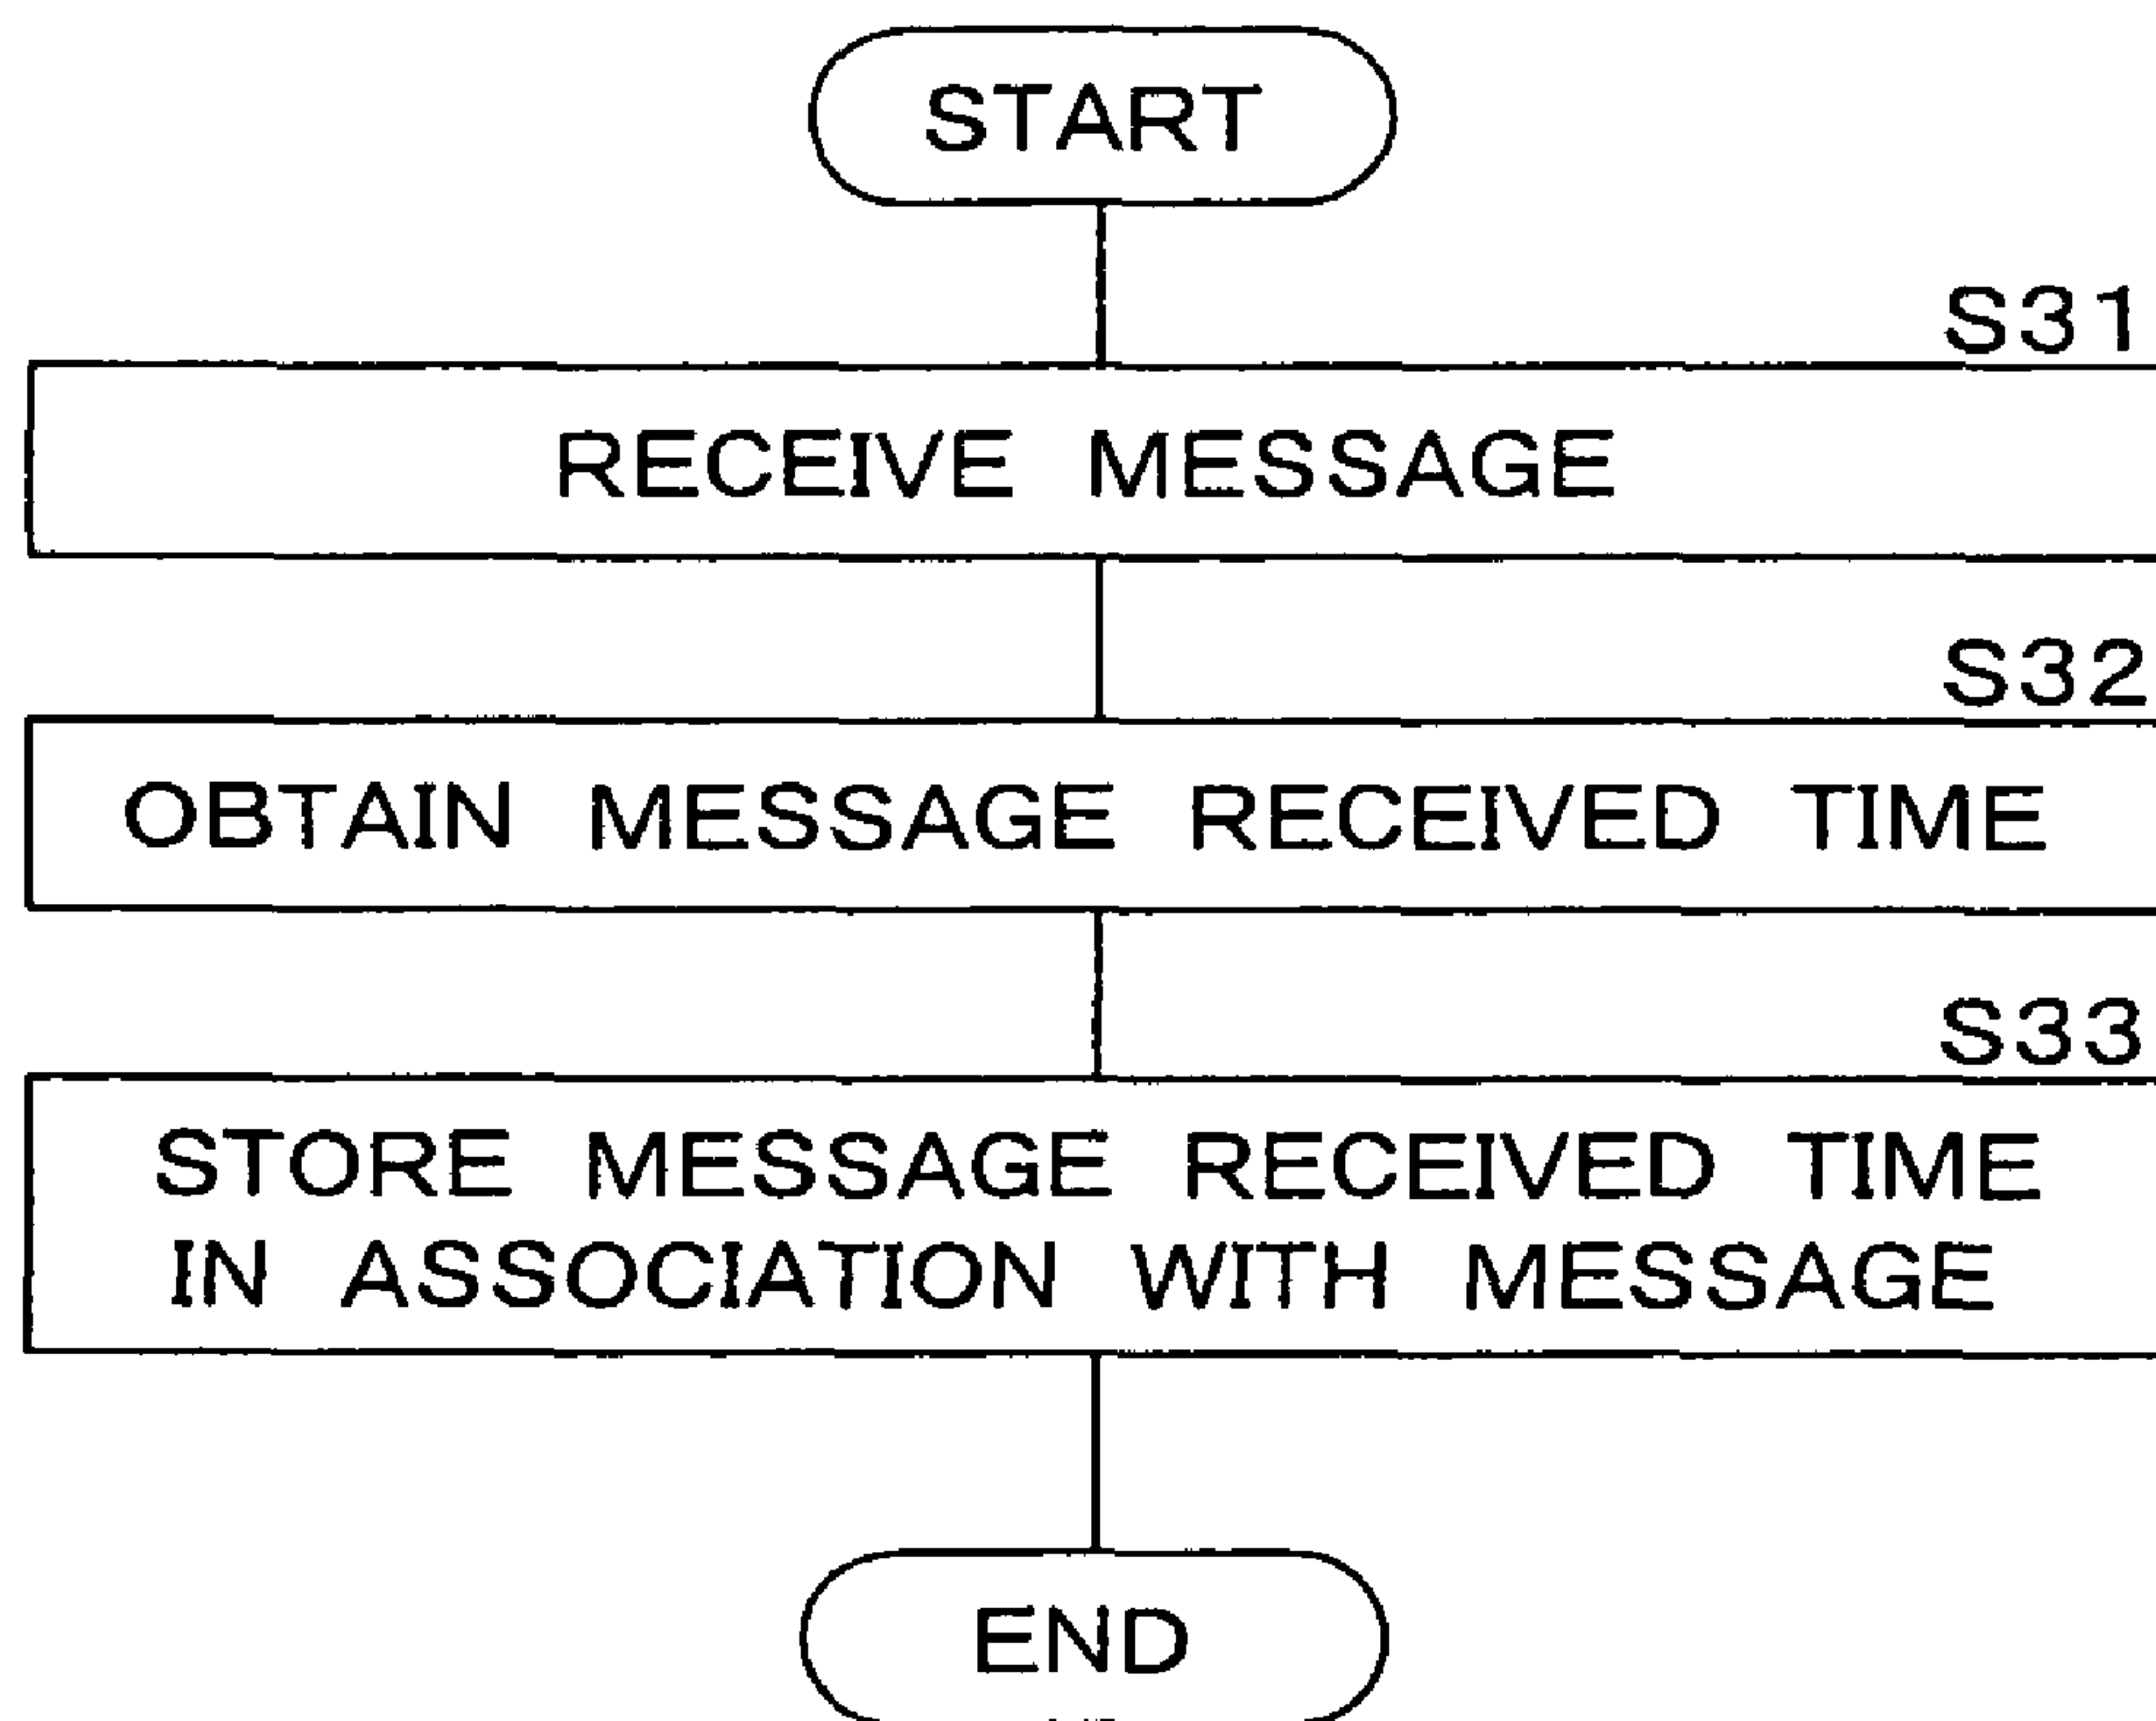 START
S31
RECEIVE MESSAGE
S32
OBTAIN MESSAGE RECEIVED TIME
S33
STORE MESSAGE RECEIVED TIME
IN ASSOCIATION WITH MESSAGE
END